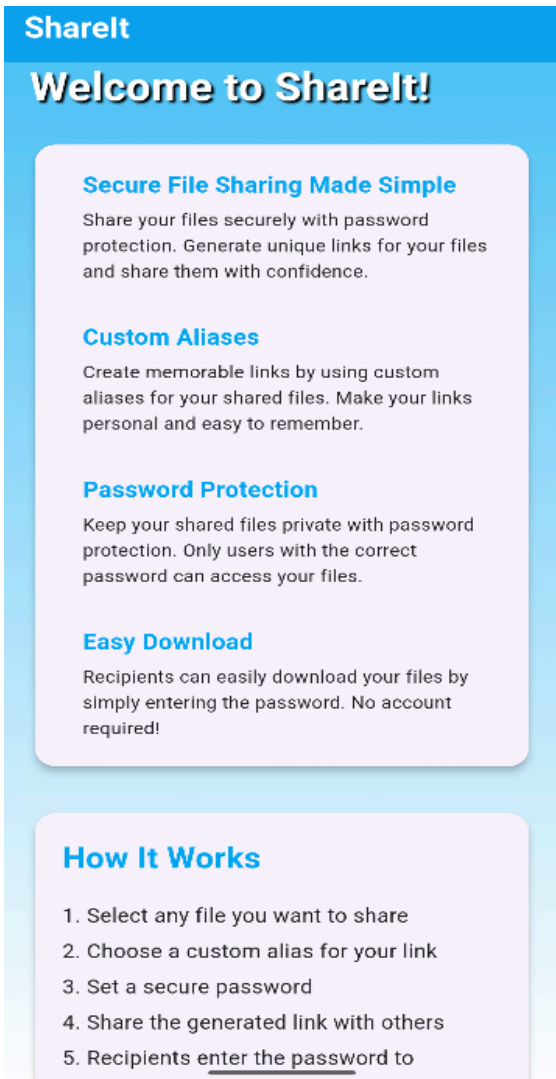 ShareIt
Welcome to ShareIt!
Secure File Sharing Made Simple
Share your files securely with password
protection. Generate unique links for your files
and share them with confidence.
Custom Aliases
Create memorable links by using custom
aliases for your shared files. Make your links
personal and easy to remember.
Password Protection
Keep your shared files private with password
protection. Only users with the correct
password can access your files.
Easy Download
Recipients can easily download your files by
simply entering the password. No account
required!
How It Works
1. Select any file you want to share
2. Choose a custom alias for your link
3. Set a secure password
4. Share the generated link with others
5. Recipients enter the password to